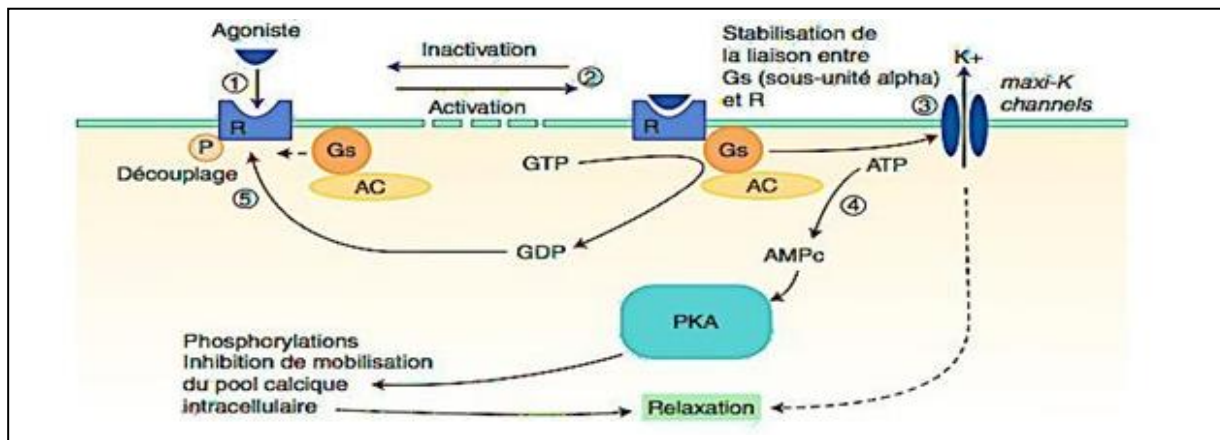 Agoniste
①
R
P
Découplage
⑤
Gs
AC
Inactivation
②
Activation
Stabilisation de
la liaison entre
Gs (sous-unité alpha)
et R
R
GTP
Gs
AC
GDP
③
K+
maxi-K
channels
ATP
④
AMPc
PKA
Phosphorylations
Inhibition de mobilisation
du pool calcique
intracellulaire
Relaxation